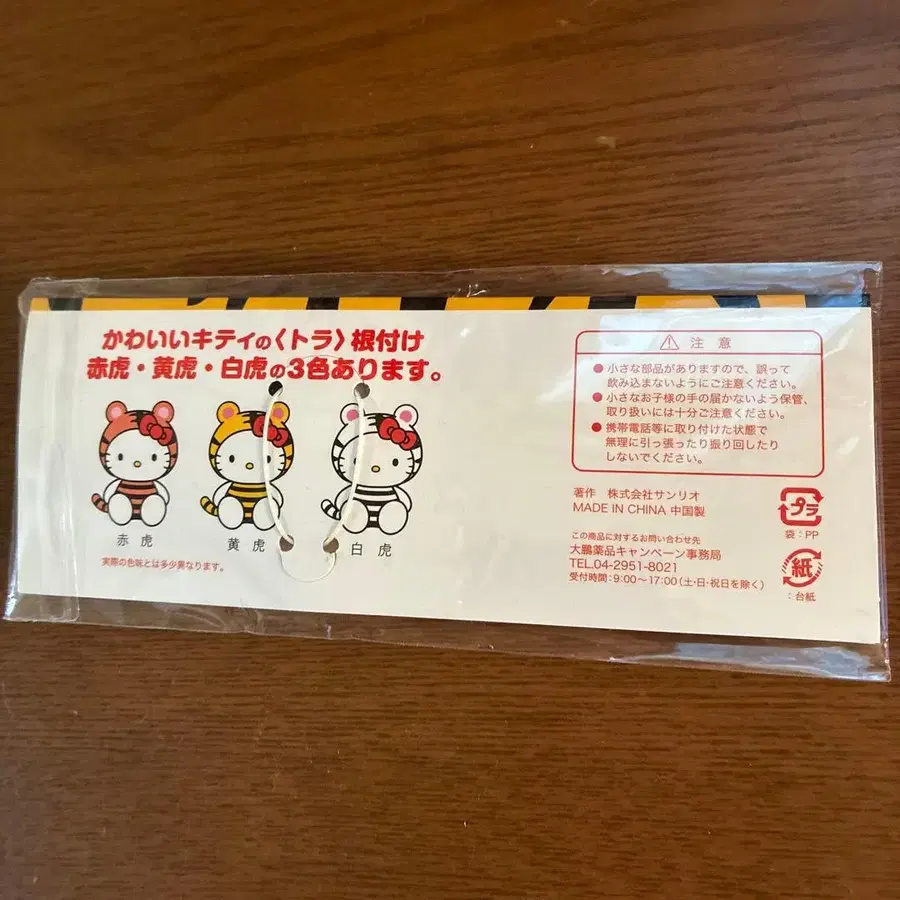 かわいいキティの〈トラ〉根付け
赤虎・黄虎・白虎の3色あります。
赤虎
黄虎
白虎
実際の色味とは多少異なります。
注意
●小さな部品がありますので、誤って
飲み込まないようにご注意ください。
●小さなお子様の手の届かないよう保管、
取り扱いには十分ご注意ください。
●携帯電話等に取り付けた状態で
無理に引っ張ったり振り回したり
しないでください。
著作 株式会社サンリオ
MADE IN CHINA 中国製
この商品に対するお問い合わせ先
大鵬薬品キャンペーン事務局
TEL.04-2951-8021
受付時間:9:00〜17:00(土・日・祝日を除く)
プラ
袋:PP
紙
:台紙